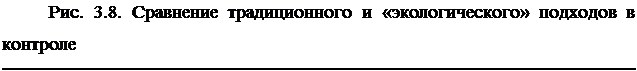 Рис. 3.8. Сравнение традиционного и «экологического» подходов в
контроле